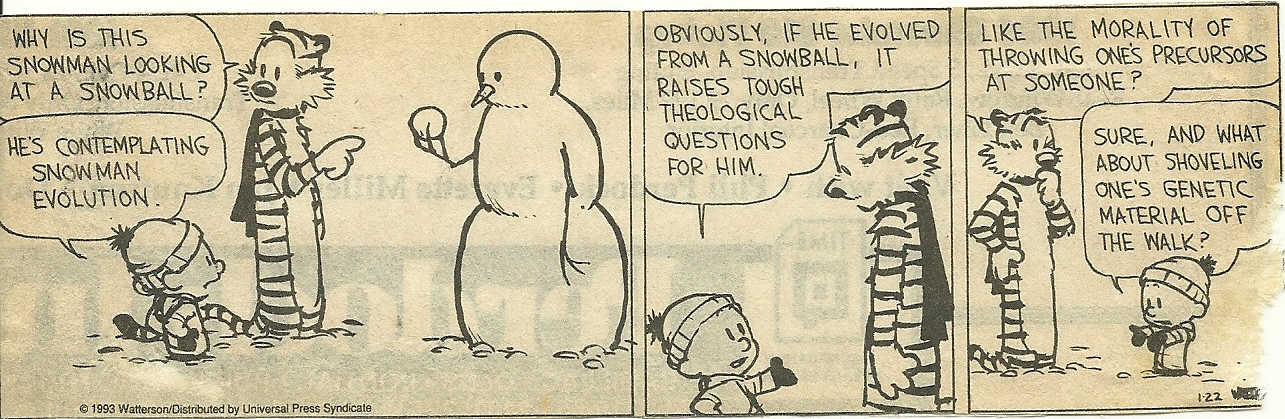 WHY IS THIS
SNOWMAN LOOKING
AT A SNOWBALL?
HE'S CONTEMPLATING
SNOWMAN
EVOLUTION.
OBVIOUSLY, IF HE EVOLVED
FROM A SNOWBALL, IT
RAISES TOUGH
THEOLOGICAL
QUESTIONS
FOR HIM.
LIKE THE MORALITY OF
THROWING ONE'S PRECURSORS
AT SOMEONE?
SURE, AND WHAT
ABOUT SHOVELING
ONE'S GENETIC
MATERIAL OFF
THE WALK?
© 1993 Watterson/Distributed by Universal Press Syndicate
1-22